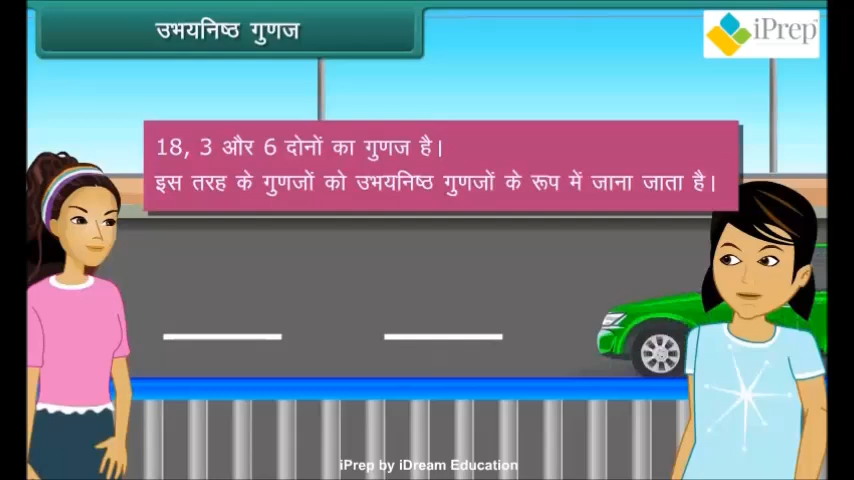 उभयनिष्ठ गुणज
iPrep
18, 3 और 6 दोनों का गुणज है।
इस तरह के गुणजों को उभयनिष्ठ गुणजों के रूप में जाना जाता है।
iPrep by iDream Education